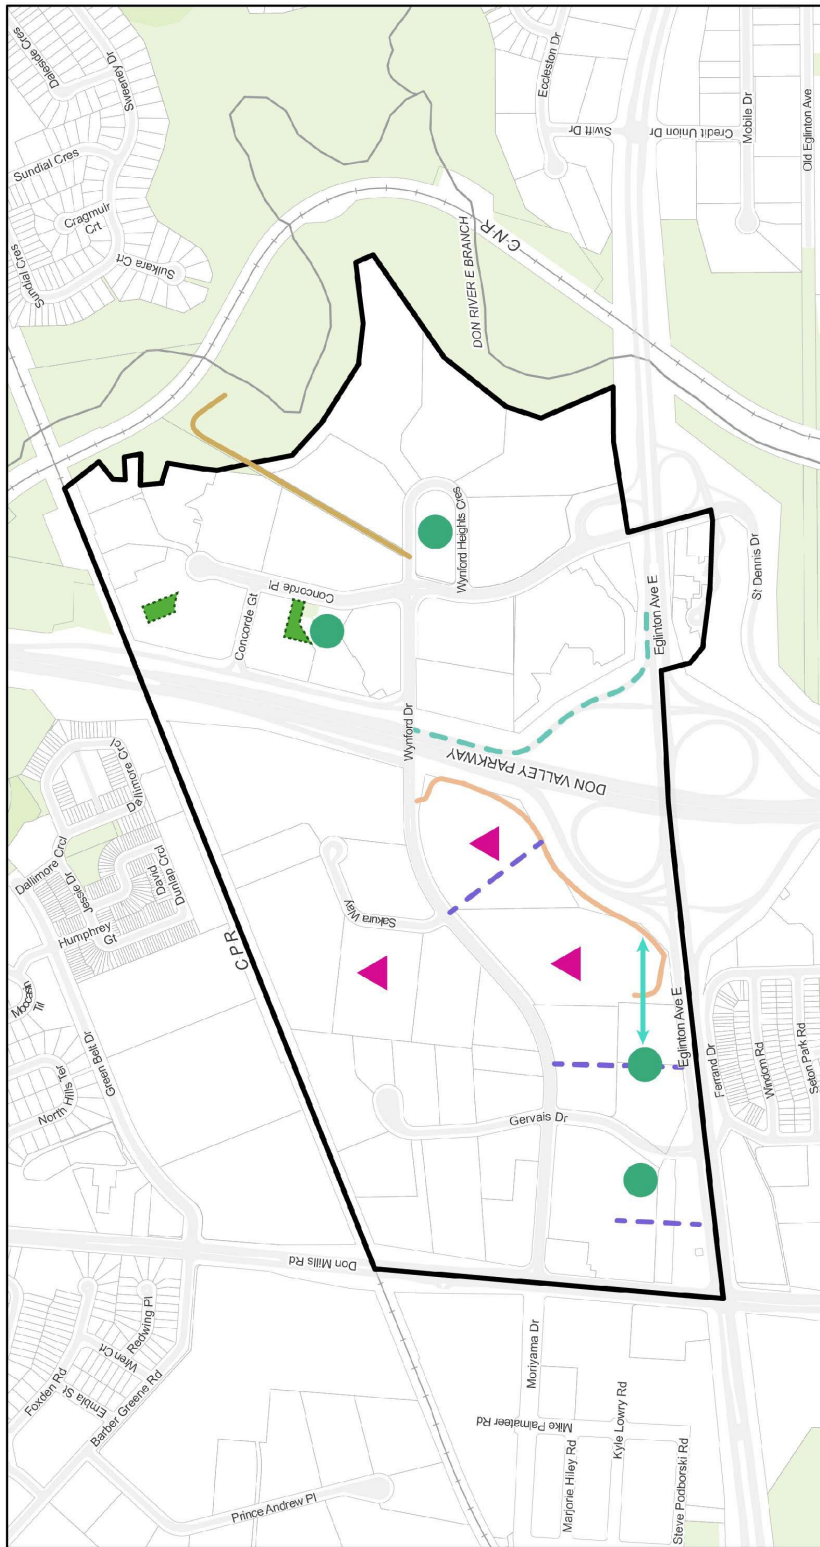 Daleside Cres
Sweeney Dr
Sundial Cres
Cragmuir
Crt
Suikara Crt
Sundial Cres
Eccleston Dr
Swift Dr
Credit Union Dr
Mobile Dr
Old Eglinton Ave
C.N.R.
DON RIVER E BRANCH
Wynford Heights Cres
Concorde Pl
Concorde Gt
Wynford Dr
Eglinton Ave E
St Dennis Dr
DON VALLEY PARKWAY
Dallimore Crcl
Dallimore Crcl
Jessie Dr
David
Dunlap Crcl
Humphrey
Gt
Moccasin
Trl
North Hills Ter
Green Belt Dr
C.P.R.
Sakura Way
Eglinton Ave E
Ferrand Dr
Windom Rd
Seton Park Rd
Gervais Dr
Don Mills Rd
Redwing Pl
Wren Crt
Embla St
Foxden Rd
Barber Greene Rd
Prince Andrew Pl
Moriyama Dr
Mike Palmateer Rd
Marjorie Hiley Rd
Kyle Lowry Rd
Steve Podborski Rd